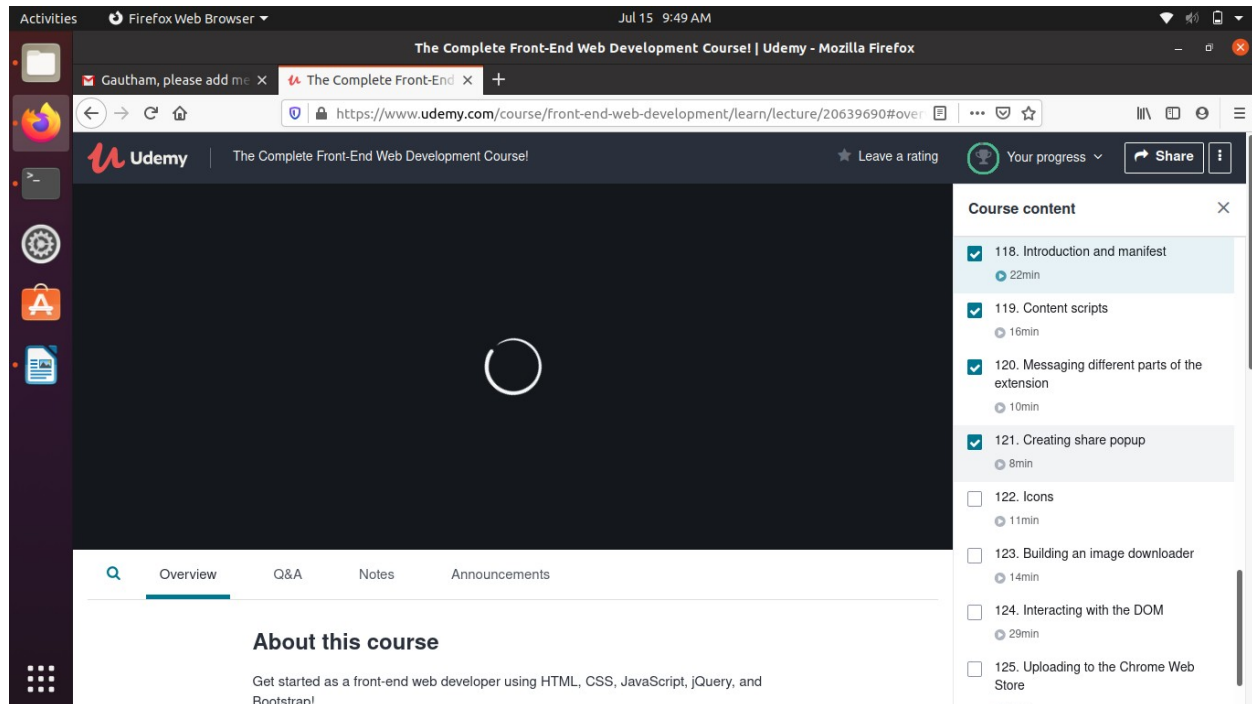 Activities Firefox Web Browser Jul 15 9:49 AM
The Complete Front-End Web Development Course! | Udemy - Mozilla Firefox
Gautham, please add me The Complete Front-End
https://www.udemy.com/course/front-end-web-development/learn/lecture/20639690#over
Udemy The Complete Front-End Web Development Course! Leave a rating Your progress Share
Course content
118. Introduction and manifest
22min
119. Content scripts
16min
120. Messaging different parts of the
extension
10min
121. Creating share popup
8min
122. Icons
11min
123. Building an image downloader
14min
124. Interacting with the DOM
29min
125. Uploading to the Chrome Web
Store
Overview Q&A Notes Announcements
About this course
Get started as a front-end web developer using HTML, CSS, JavaScript, jQuery, and
Bootstrap!